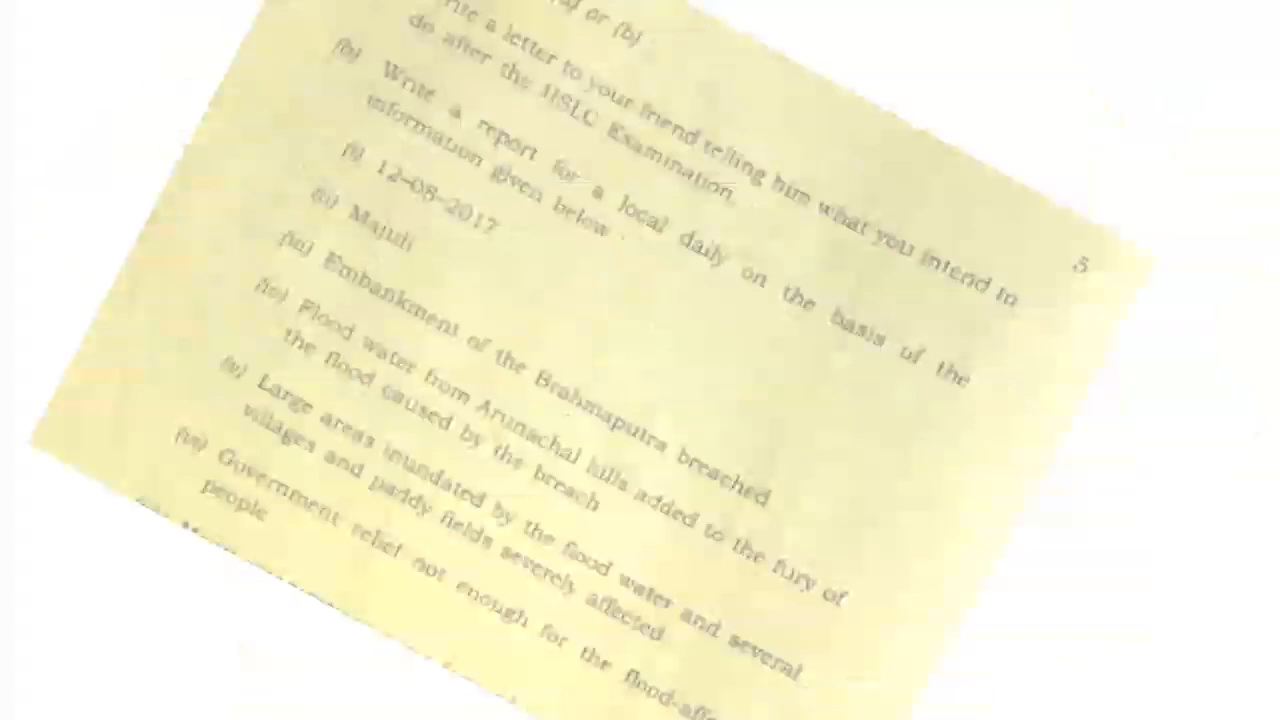 (a) or (b)
rite a letter to your friend telling him what you intend to
do after the HSLC Examination.
5
(b) Write a report for a local daily on the basis of the
information given below :
(i) 12-08-2017
(ii) Majuli
(iii) Embankment of the Brahmaputra breached
(iv) Flood water from Arunachal hills added to the fury of
the flood caused by the breach
(v) Large areas inundated by the flood water and several
villages and paddy fields severely affected
(vi) Government relief not enough for the flood-affe
people